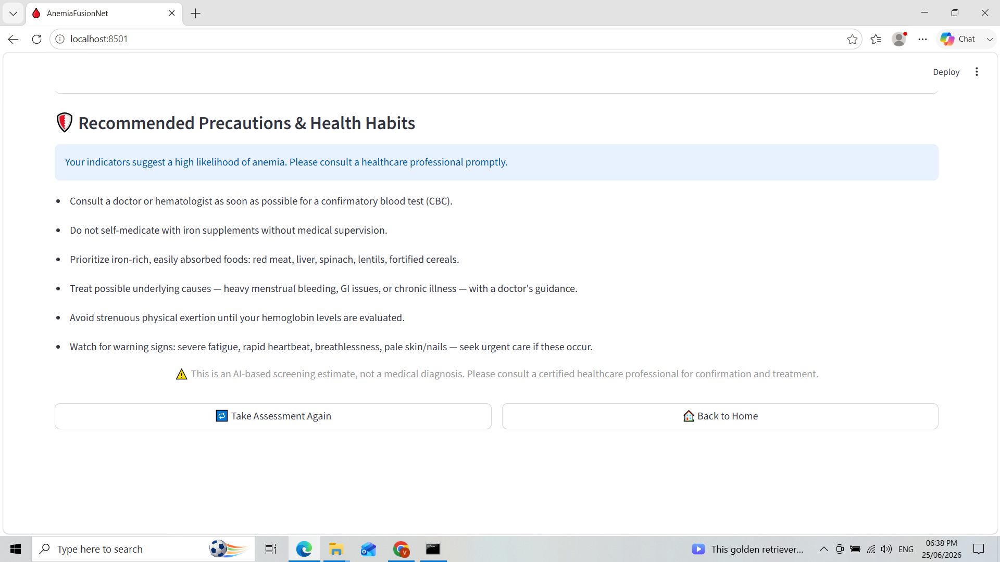 AnemiaFusionNet
localhost:8501
Chat
Deploy
Recommended Precautions & Health Habits
Your indicators suggest a high likelihood of anemia. Please consult a healthcare professional promptly.
Consult a doctor or hematologist as soon as possible for a confirmatory blood test (CBC).
Do not self-medicate with iron supplements without medical supervision.
Prioritize iron-rich, easily absorbed foods: red meat, liver, spinach, lentils, fortified cereals.
Treat possible underlying causes — heavy menstrual bleeding, GI issues, or chronic illness — with a doctor's guidance.
Avoid strenuous physical exertion until your hemoglobin levels are evaluated.
Watch for warning signs: severe fatigue, rapid heartbeat, breathlessness, pale skin/nails — seek urgent care if these occur.
This is an AI-based screening estimate, not a medical diagnosis. Please consult a certified healthcare professional for confirmation and treatment.
Take Assessment Again
Back to Home
Type here to search
This golden retriever...
ENG
06:38 PM
25/06/2026